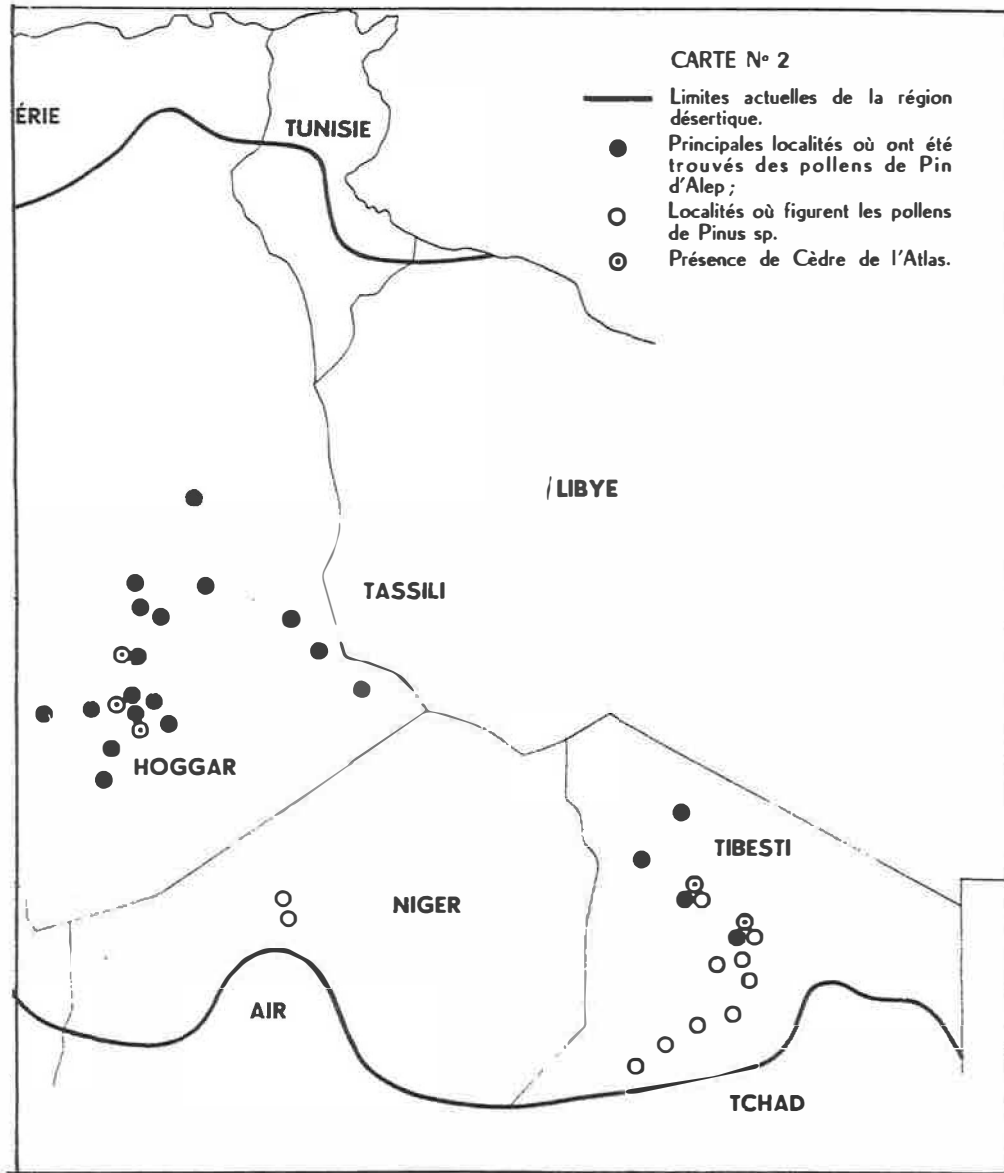 CARTE Nº 2
Limites actuelles de la région
désertique.
Principales localités où ont été
trouvés des pollens de Pin
d'Alep ;
Localités où figurent les pollens
de Pinus sp.
Présence de Cèdre de l'Atlas.
ÉRIE
TUNISIE
LIBYE
TASSILI
HOGGAR
TIBESTI
NIGER
AIR
TCHAD